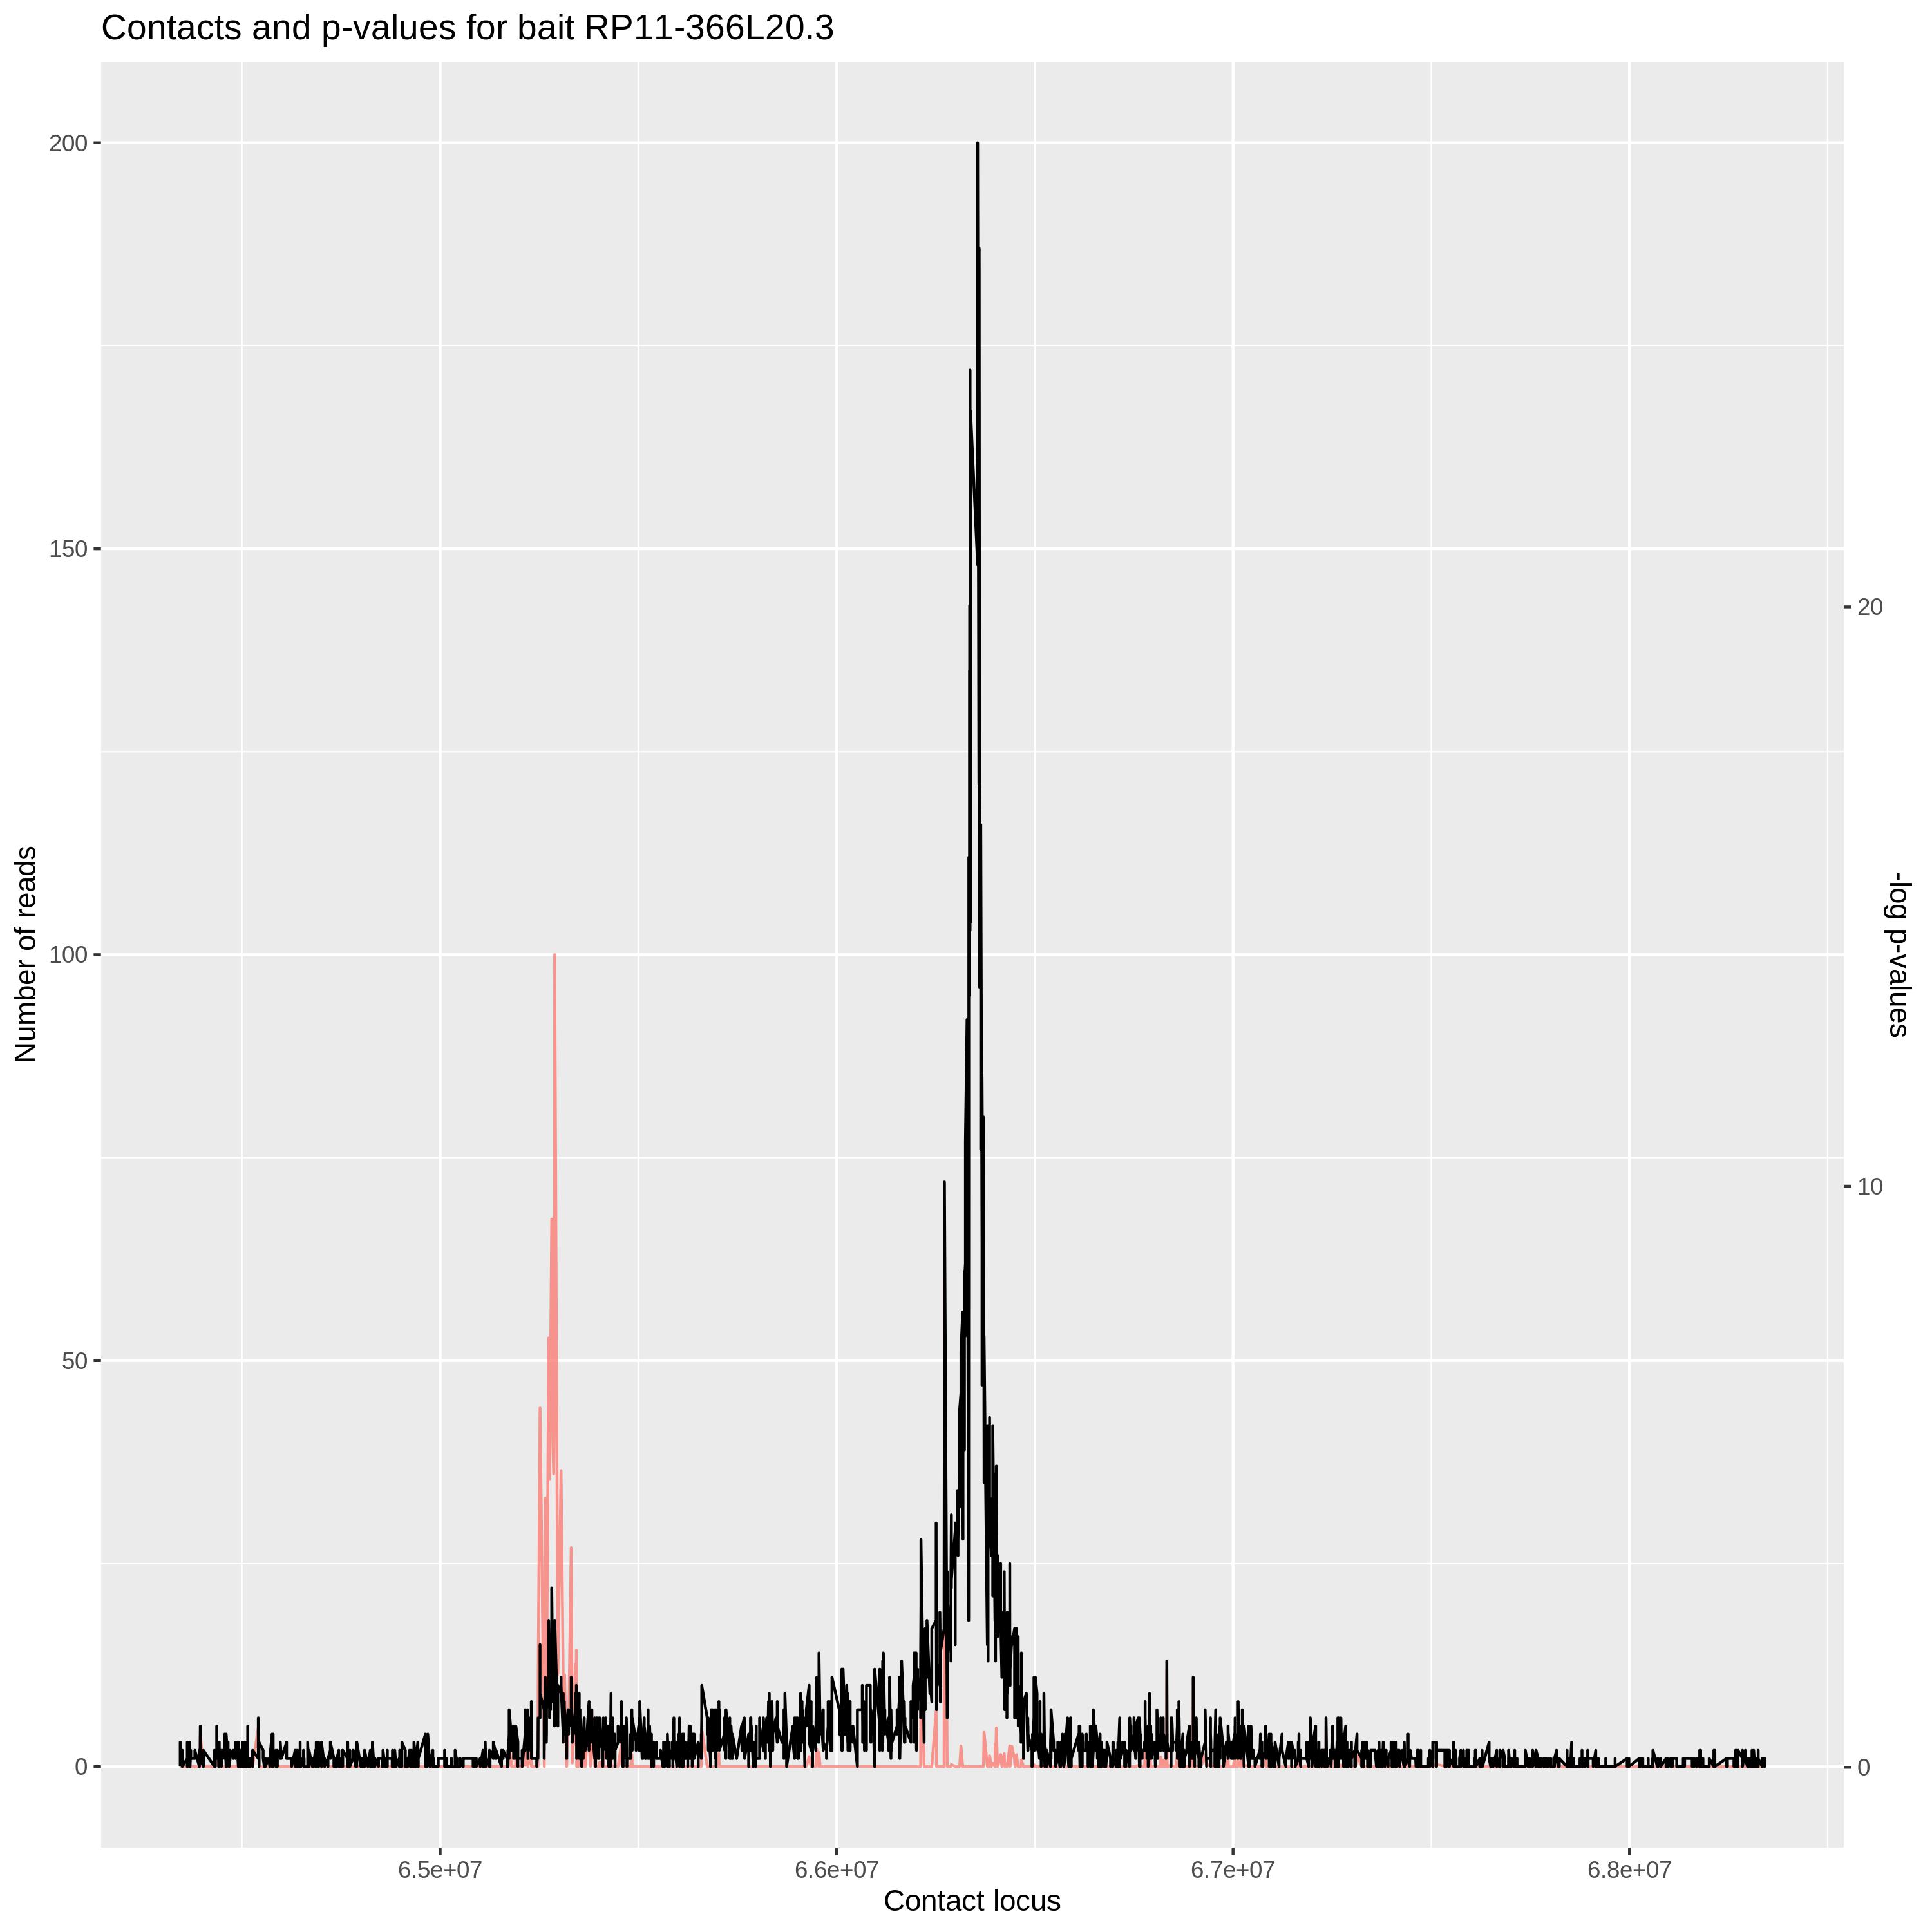 Contacts and p-values for bait RP11-366L20.3
200
150
100
50
0
Number of reads
20
10
0
-log p-values
6.5e+07 6.6e+07 6.7e+07 6.8e+07
Contact locus